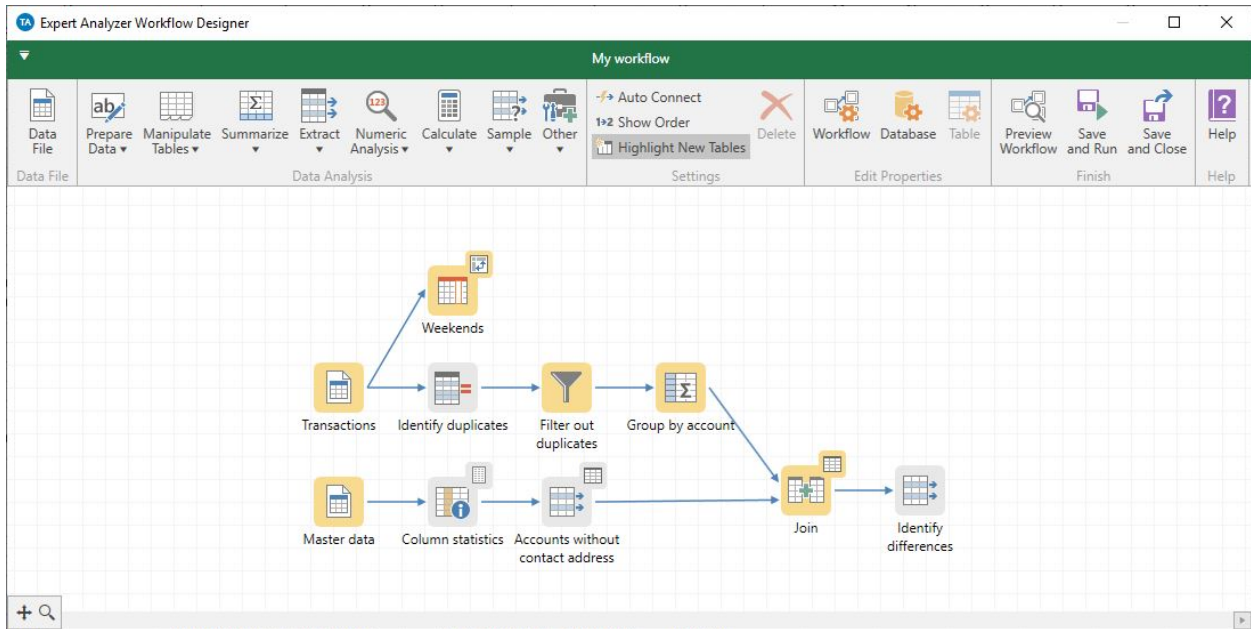 TA Expert Analyzer Workflow Designer
My workflow
Data File
Prepare Data
Manipulate Tables
Summarize
Extract
Numeric Analysis
Calculate
Sample
Other
Auto Connect
1▸2 Show Order
Highlight New Tables
Delete
Workflow
Database
Table
Preview Workflow
Save and Run
Save and Close
Help
Data File
Data Analysis
Settings
Edit Properties
Finish
Help
Weekends
Transactions
Identify duplicates
Filter out
duplicates
Group by account
Master data
Column statistics
Accounts without
contact address
Join
Identify
differences